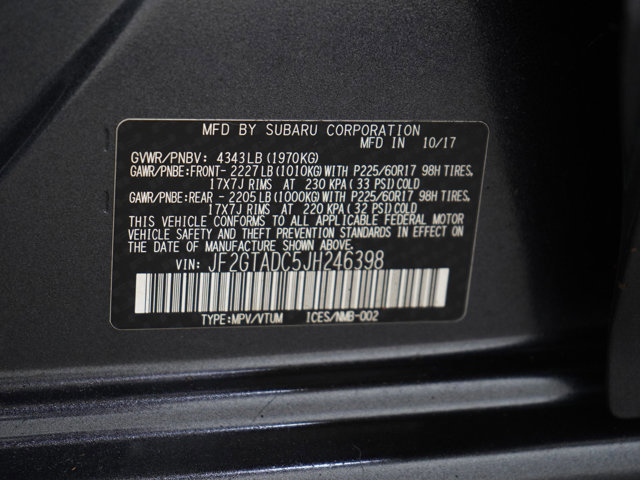 MFD BY SUBARU CORPORATION
MFD IN 10/17
GVWR/PNBV: 4343LB (1970KG)
GAWR/PNBE:FRONT- 2227LB (1010KG) WITH P225/60R17 98H TIRES,
17X7J RIMS AT 230 KPA (33 PSI) COLD
GAWR/PNBE:REAR - 2205LB (1000KG) WITH P225/60R17 98H TIRES,
17X7J RIMS AT 220 KPA (32 PSI) COLD
THIS VEHICLE CONFORMS TO ALL APPLICABLE FEDERAL MOTOR
VEHICLE SAFETY AND THEFT PREVENTION STANDARDS IN EFFECT ON
THE DATE OF MANUFACTURE SHOWN ABOVE.
VIN: JF2GTADC5JH246398
TYPE:MPV/VTUM ICES/NMB-002